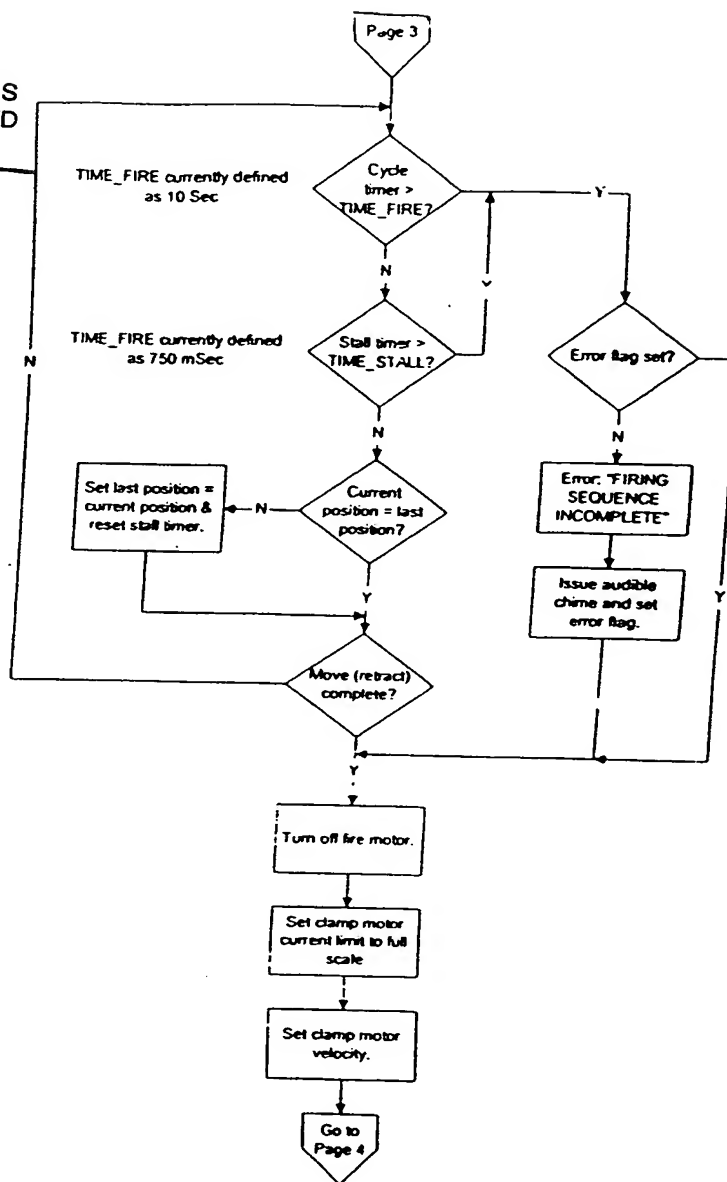 Page 3
S
D
TIME_FIRE currently defined
as 10 Sec
Cycle
timer >
TIME_FIRE?
Y
N
Y
TIME_FIRE currently defined
as 750 mSec
Stall timer >
TIME_STALL?
Error flag set?
N
N
N
Set last position =
current position &
reset stall timer.
N
Current
position = last
position?
Error: "FIRING
SEQUENCE
INCOMPLETE"
Y
Issue audible
chime and set
error flag.
Y
Move (retract)
complete?
Y
Turn off fire motor.
Set clamp motor
current limit to full
scale
Set clamp motor
velocity.
Go to
Page 4